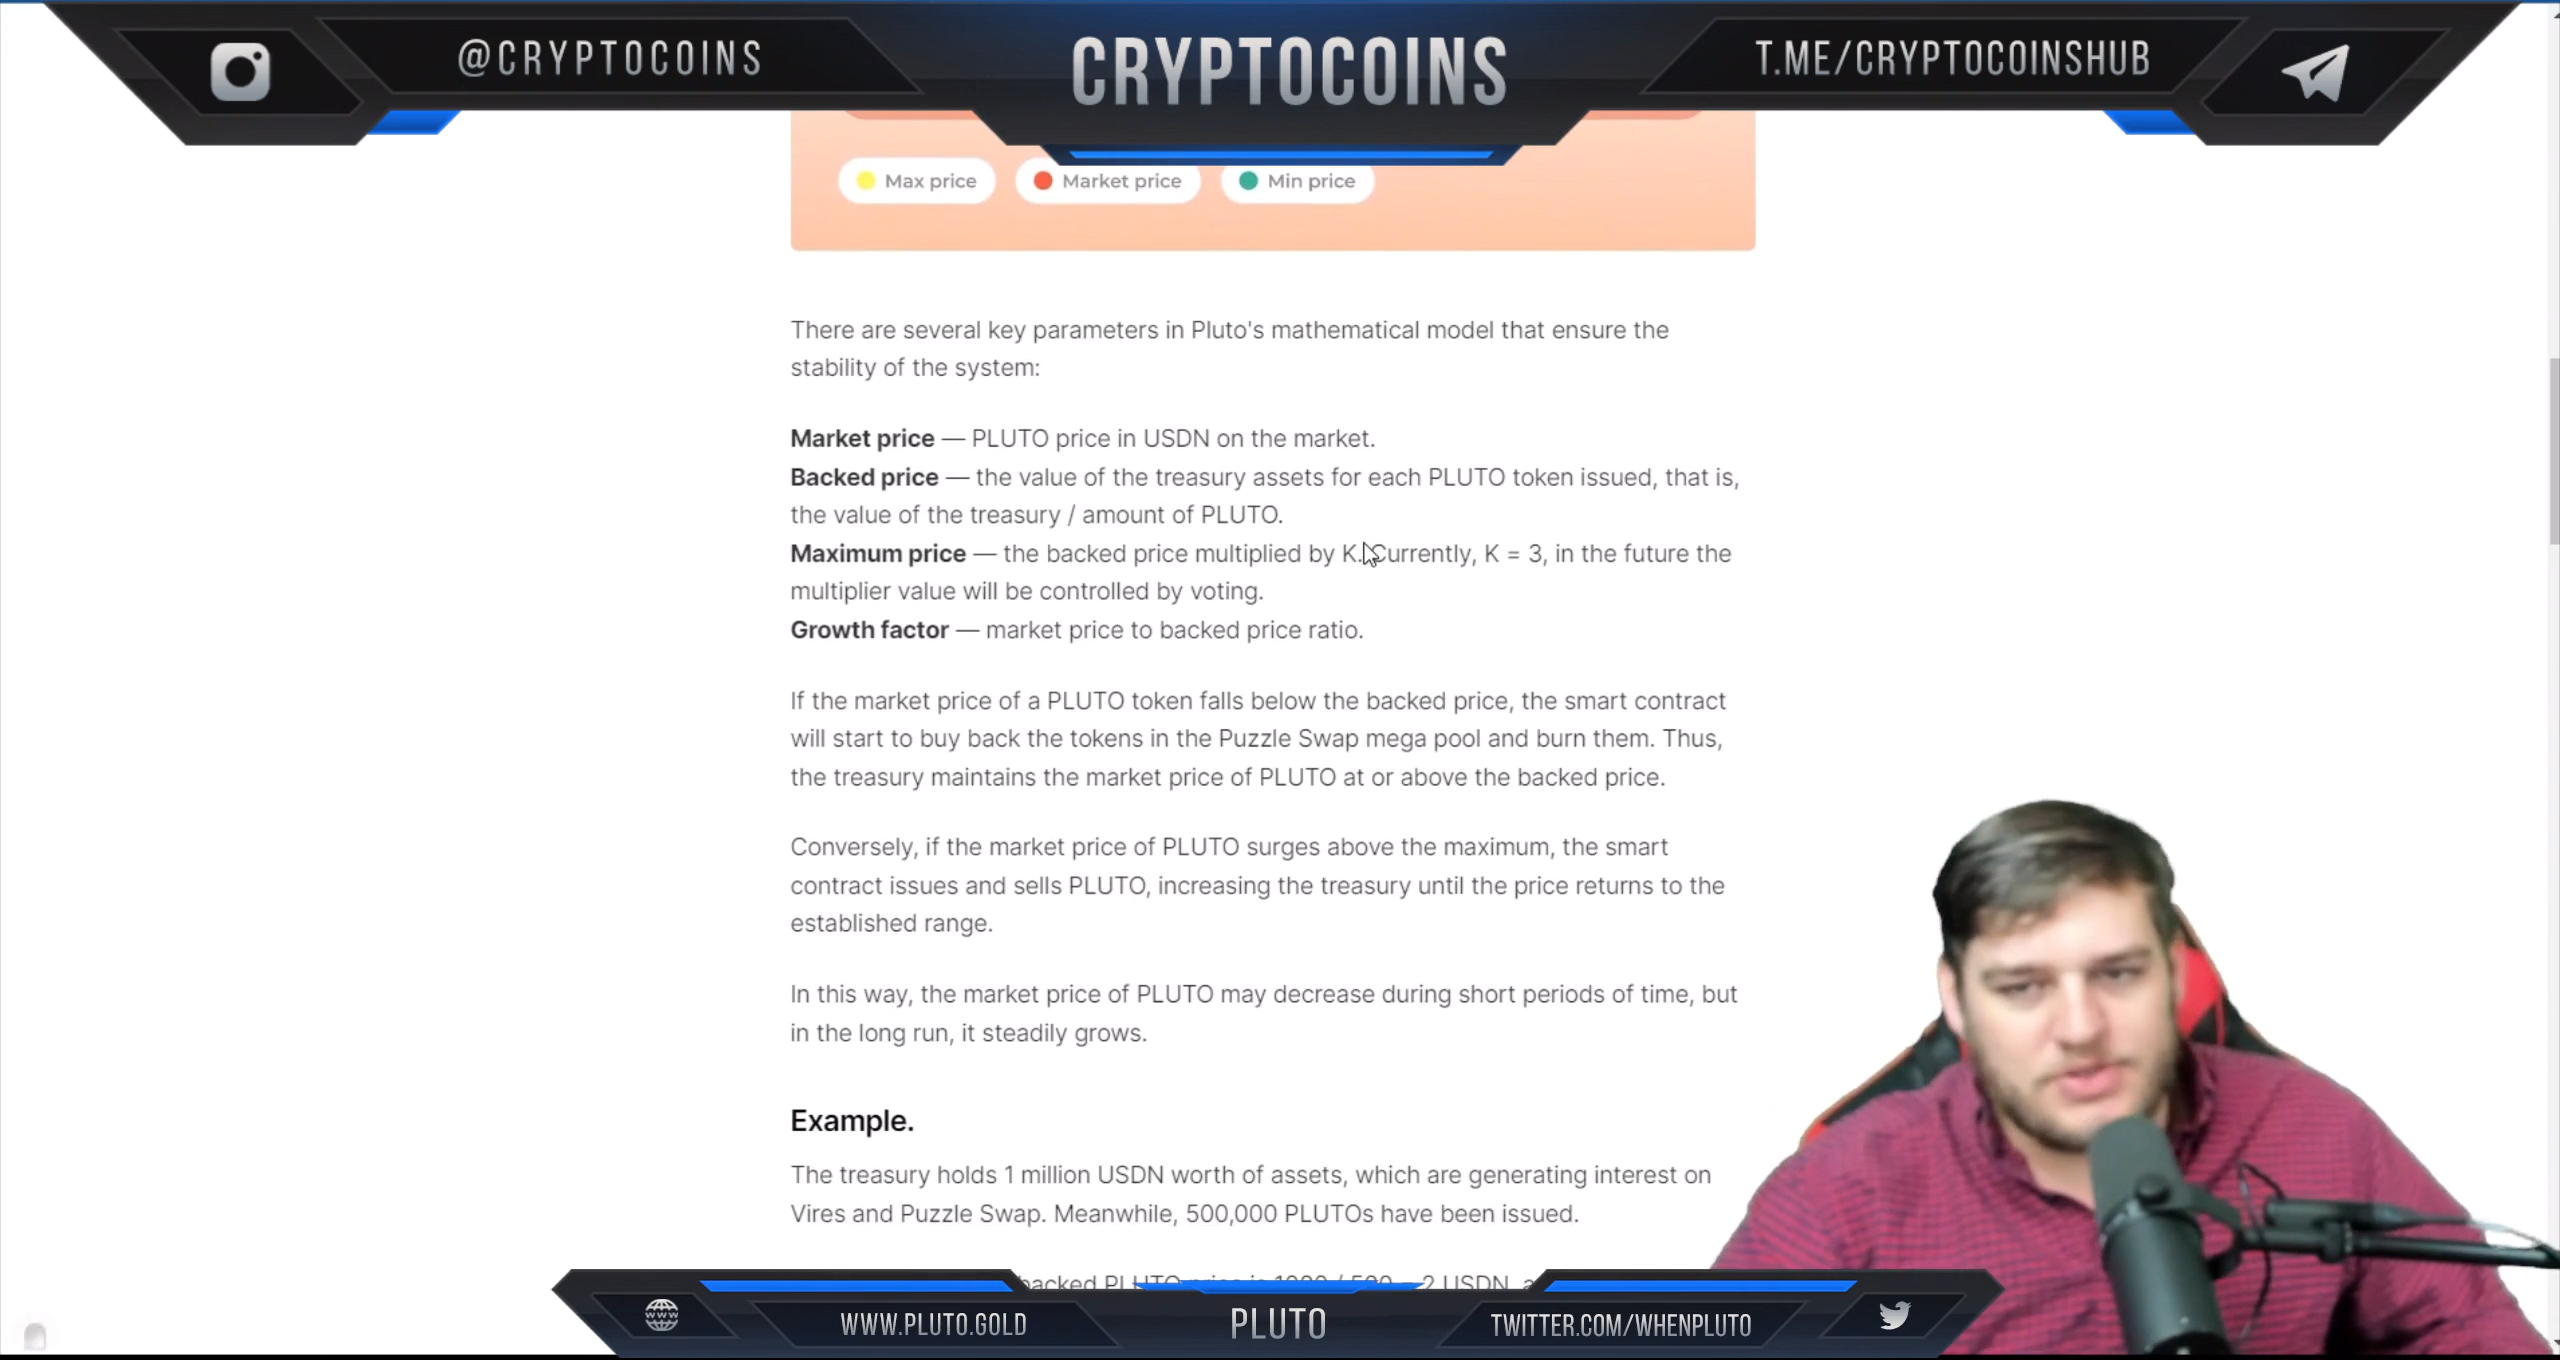 @CRYPTOCOINS
CRYPTOCOINS
T.ME/CRYPTOCOINSHUB
Max price
Market price
Min price
There are several key parameters in Pluto's mathematical model that ensure the
stability of the system:
Market price — PLUTO price in USDN on the market.
Backed price — the value of the treasury assets for each PLUTO token issued, that is,
the value of the treasury / amount of PLUTO.
Maximum price — the backed price multiplied by K. Currently, K = 3, in the future the
multiplier value will be controlled by voting.
Growth factor — market price to backed price ratio.
If the market price of a PLUTO token falls below the backed price, the smart contract
will start to buy back the tokens in the Puzzle Swap mega pool and burn them. Thus,
the treasury maintains the market price of PLUTO at or above the backed price.
Conversely, if the market price of PLUTO surges above the maximum, the smart
contract issues and sells PLUTO, increasing the treasury until the price returns to the
established range.
In this way, the market price of PLUTO may decrease during short periods of time, but
in the long run, it steadily grows.
Example.
The treasury holds 1 million USDN worth of assets, which are generating interest on
Vires and Puzzle Swap. Meanwhile, 500,000 PLUTOs have been issued.
backed PLUTO price is 1000 / 500 = 2 USDN,
WWW
WWW.PLUTO.GOLD
PLUTO
TWITTER.COM/WHENPLUTO